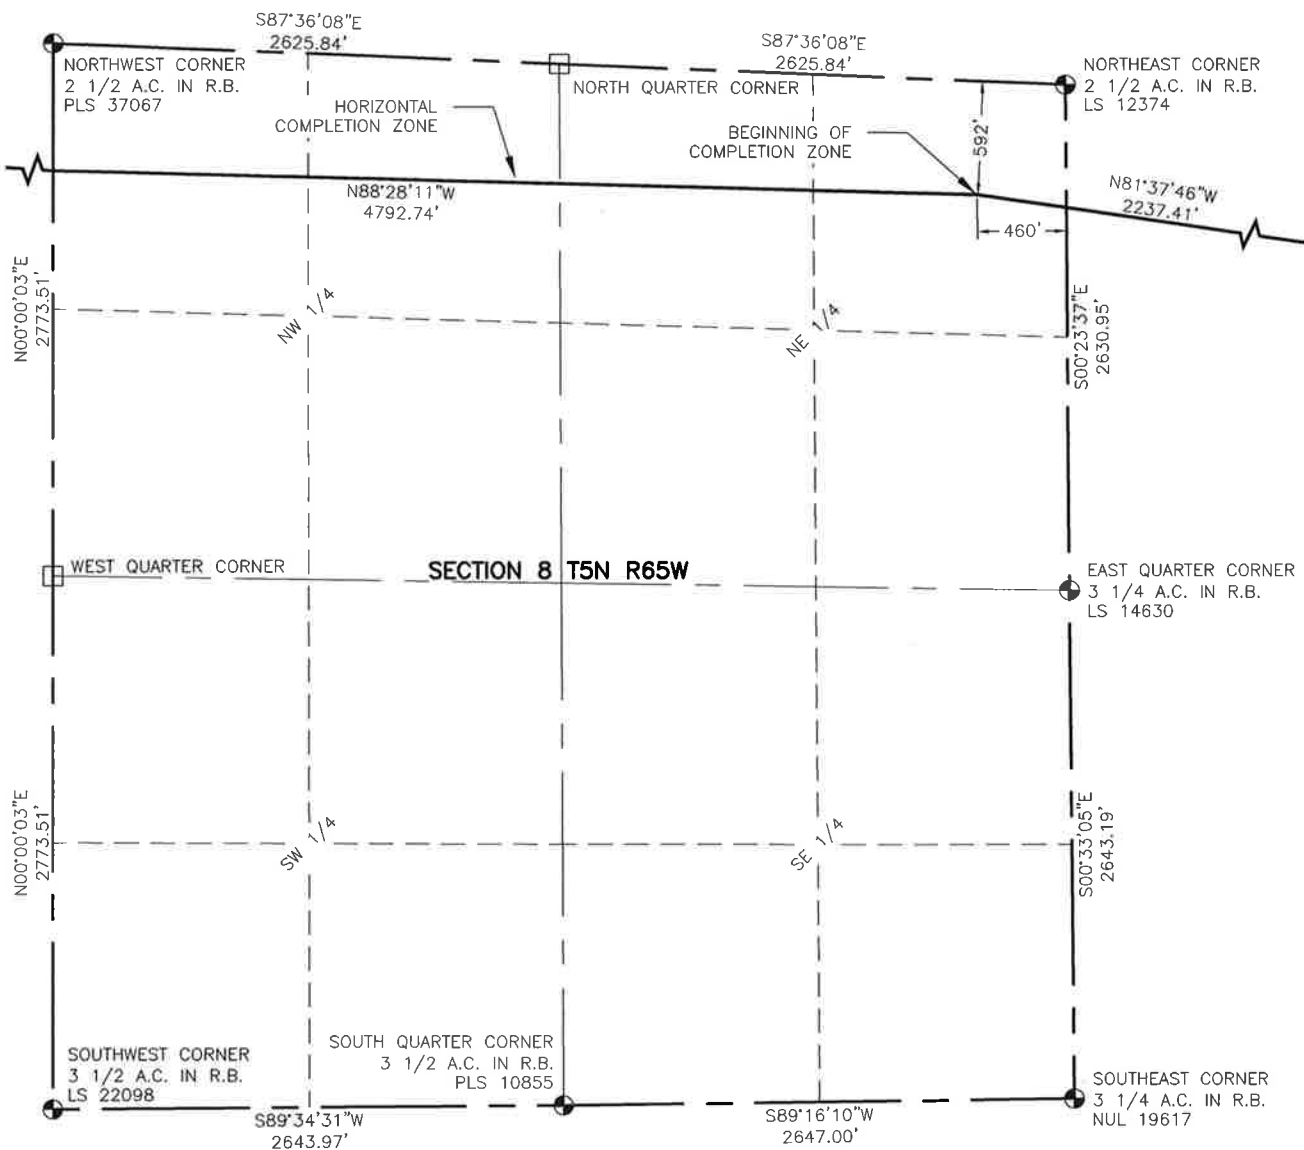 S87°36'08"E
2625.84'
S87°36'08"E
2625.84'
NORTHWEST CORNER
2 1/2 A.C. IN R.B.
PLS 37067
NORTH QUARTER CORNER
NORTHEAST CORNER
2 1/2 A.C. IN R.B.
LS 12374
HORIZONTAL
COMPLETION ZONE
BEGINNING OF
COMPLETION ZONE
592'
N88°28'11"W
4792.74'
N81°37'46"W
2237.41'
460'
N00°00'03"E
2773.51'
NW 1/4
NE 1/4
S00°23'37"E
2630.95'
WEST QUARTER CORNER
SECTION 8 T5N R65W
EAST QUARTER CORNER
3 1/4 A.C. IN R.B.
LS 14630
N00°00'03"E
2773.51'
SW 1/4
SE 1/4
S00°33'05"E
2643.19'
SOUTHWEST CORNER
3 1/2 A.C. IN R.B.
LS 22098
SOUTH QUARTER CORNER
3 1/2 A.C. IN R.B.
PLS 10855
SOUTHEAST CORNER
3 1/4 A.C. IN R.B.
NUL 19617
S89°34'31"W
2643.97'
S89°16'10"W
2647.00'